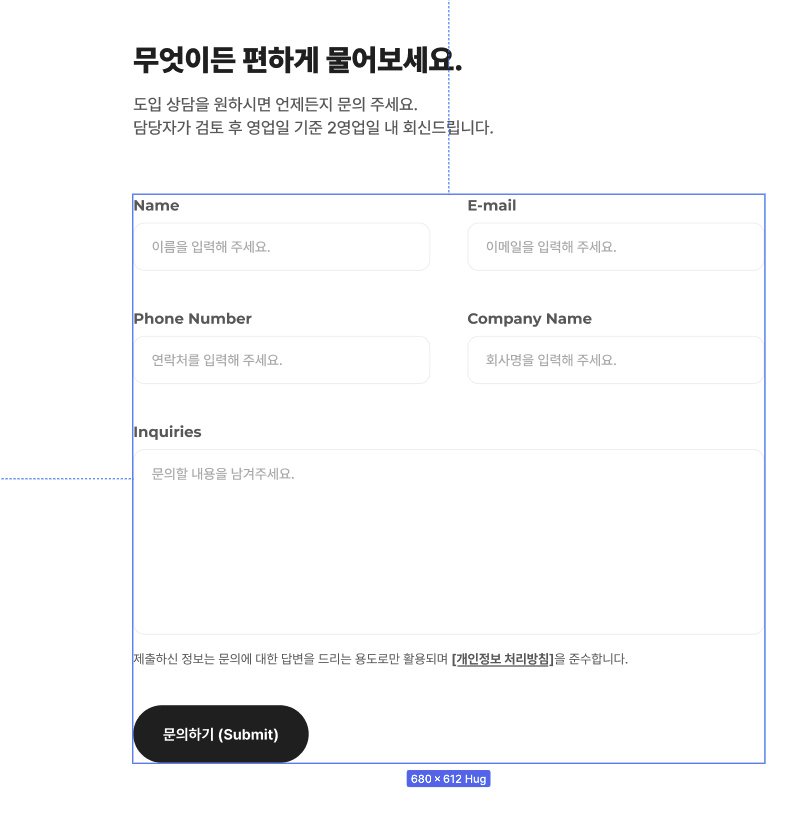 무엇이든 편하게 물어보세요.
도입 상담을 원하시면 언제든지 문의 주세요.
담당자가 검토 후 영업일 기준 2영업일 내 회신드립니다.
Name
E-mail
이름을 입력해 주세요.
이메일을 입력해 주세요.
Phone Number
Company Name
연락처를 입력해 주세요.
회사명을 입력해 주세요.
Inquiries
문의할 내용을 남겨주세요.
제출하신 정보는 문의에 대한 답변을 드리는 용도로만 활용되며 [개인정보 처리방침]을 준수합니다.
문의하기 (Submit)
680 × 612 Hug